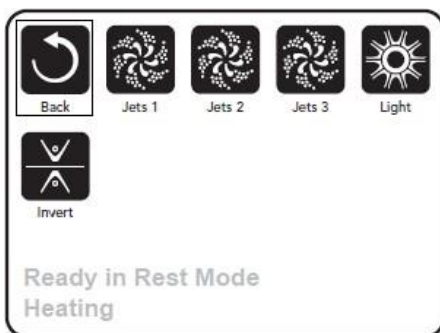 Back Jets 1 Jets 2 Jets 3 Light
Invert
Ready in Rest Mode
Heating